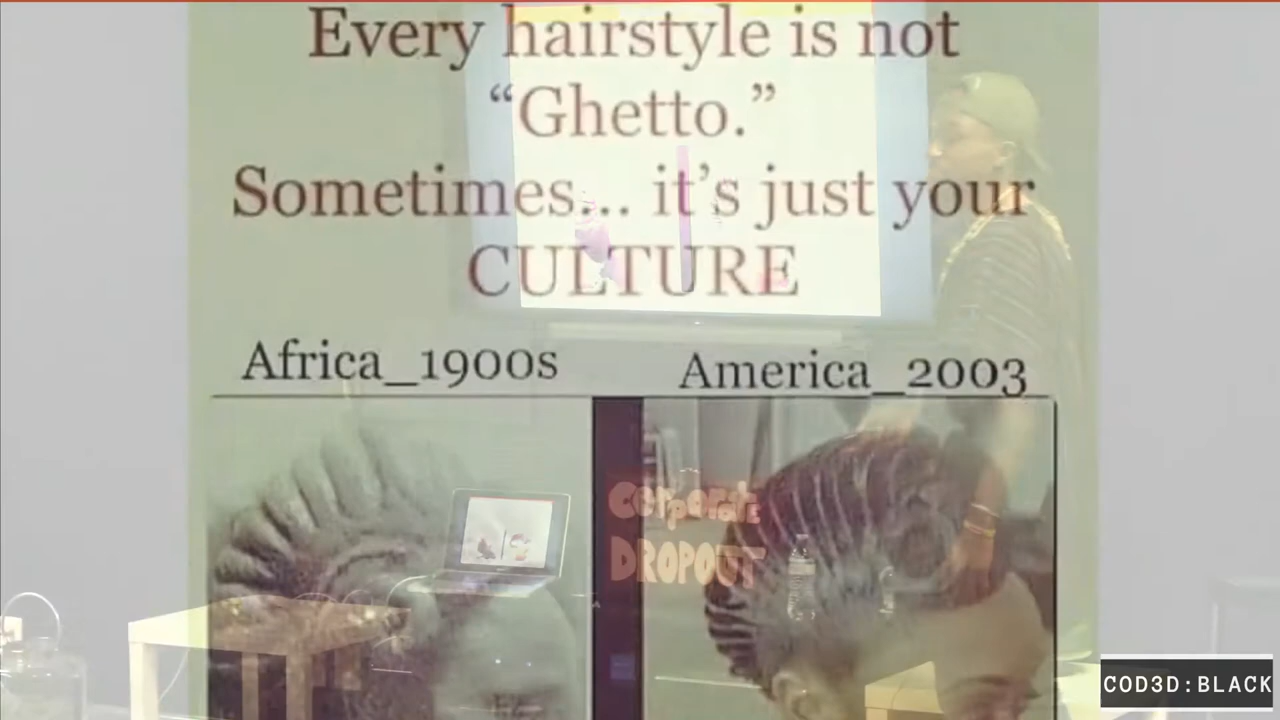 Every hairstyle is not
“Ghetto.”
Sometimes... it’s just your
CULTURE
Africa_1900s
America_2003
Corporate
DROPOUT
COD3D:BLACK